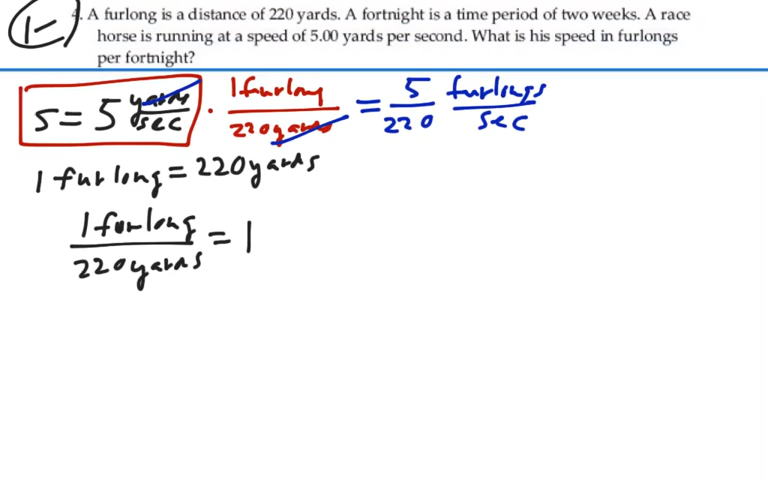 1- 4. A furlong is a distance of 220 yards. A fortnight is a time period of two weeks. A race
horse is running at a speed of 5.00 yards per second. What is his speed in furlongs
per fortnight?
s = 5 yards/sec · 1 furlong/220 yards = 5/220 furlongs/sec
1 furlong = 220 yards
1 furlong/220 yards = 1